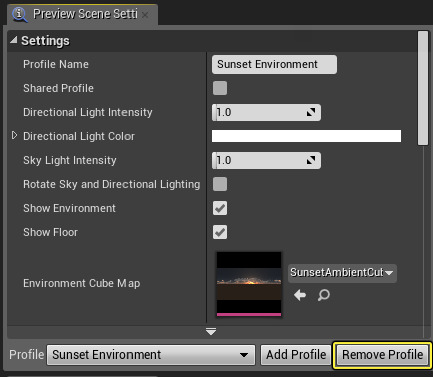 Preview Scene Setti
Settings
Profile Name Sunset Environment
Shared Profile
Directional Light Intensity 1.0
Directional Light Color
Sky Light Intensity 1.0
Rotate Sky and Directional Lighting
Show Environment
Show Floor
Environment Cube Map SunsetAmbientCub
Profile Sunset Environment Add Profile Remove Profile